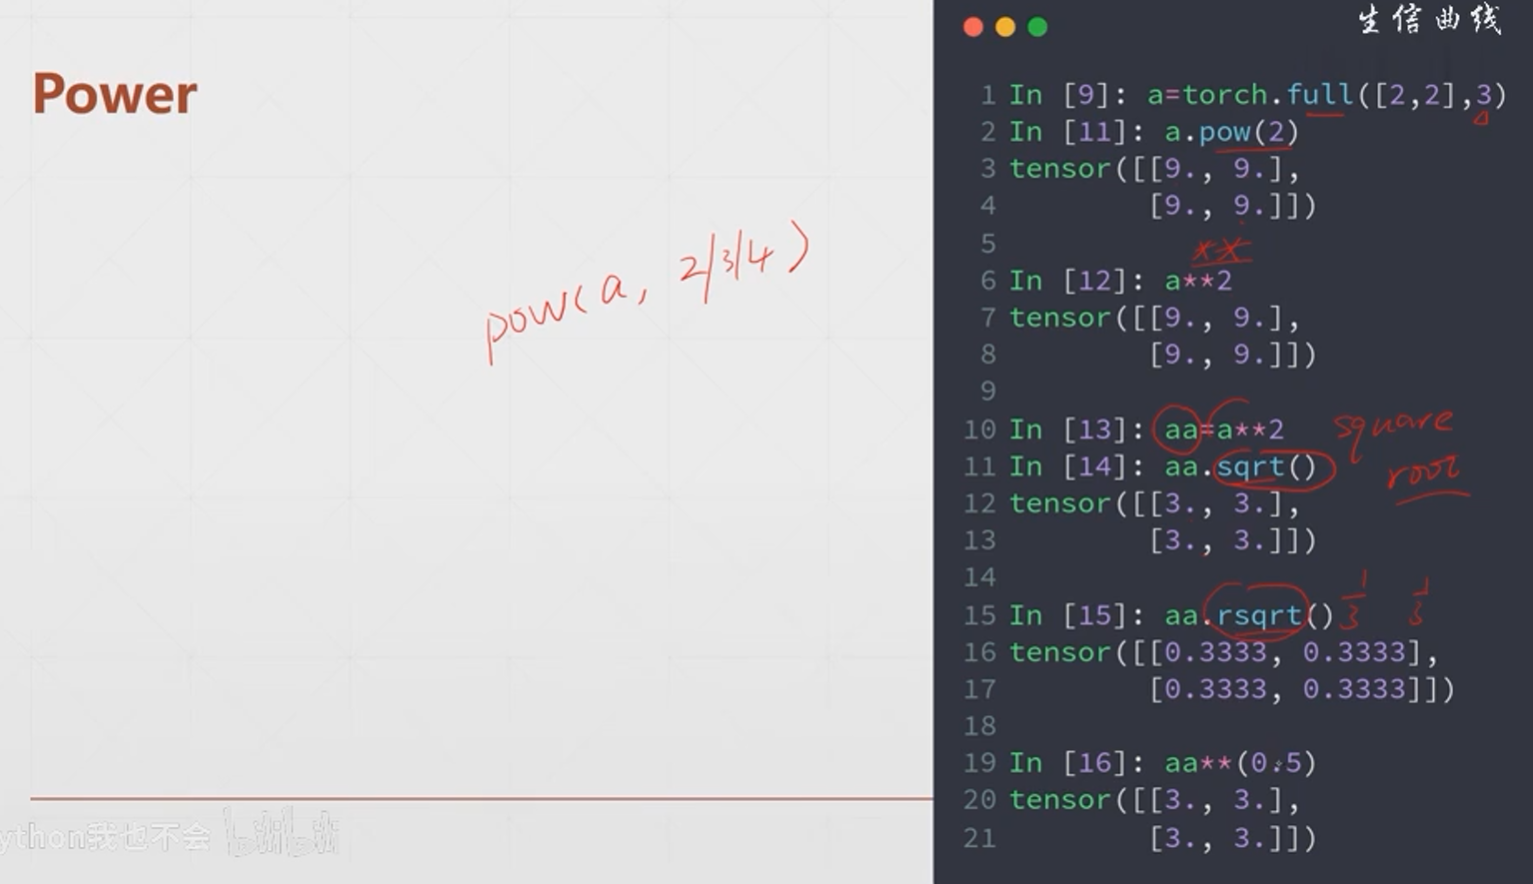 Power
pow(a, 2/3/4)
ython我也不会 bilibili
生信曲线
1 In [9]: a=torch.full([2,2],3)
2 In [11]: a.pow(2)
3 tensor([[9., 9.],
4 [9., 9.]])
5
**
6 In [12]: a**2
7 tensor([[9., 9.],
8 [9., 9.]])
9
10 In [13]: aa=a**2
square
11 In [14]: aa.sqrt()
root
12 tensor([[3., 3.],
13 [3., 3.]])
14
15 In [15]: aa.rsqrt() 1/3 1/3
16 tensor([[0.3333, 0.3333],
17 [0.3333, 0.3333]])
18
19 In [16]: aa**(0.5)
20 tensor([[3., 3.],
21 [3., 3.]])